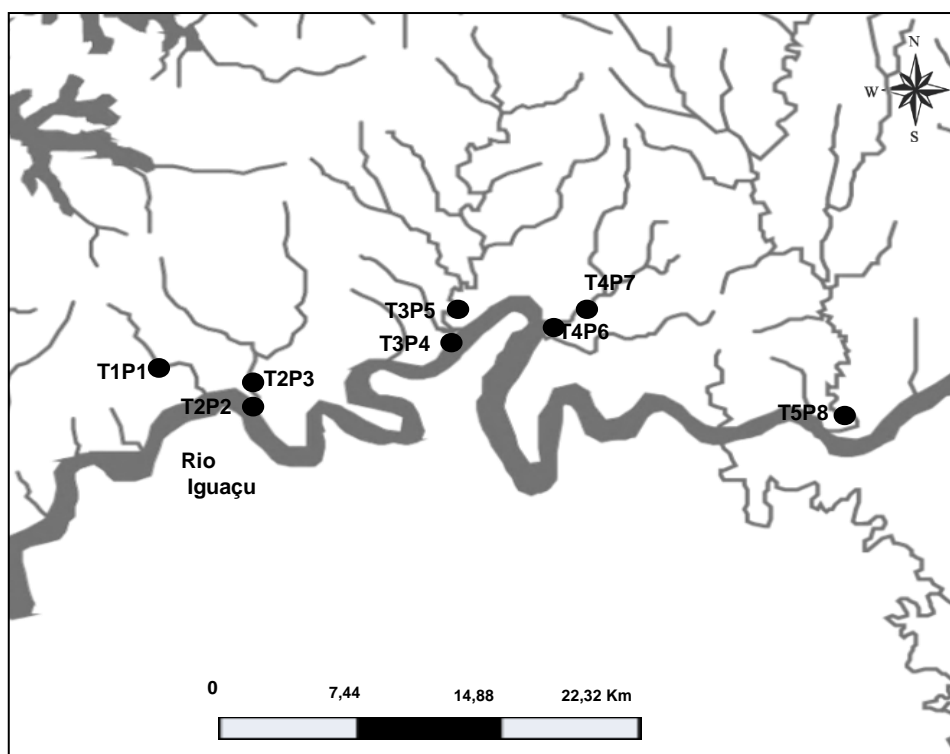 N
W
S
T4P7
T3P5
T4P6
T3P4
T1P1
T2P3
T2P2
T5P8
Rio
Iguaçu
0 7,44 14,88 22,32 Km